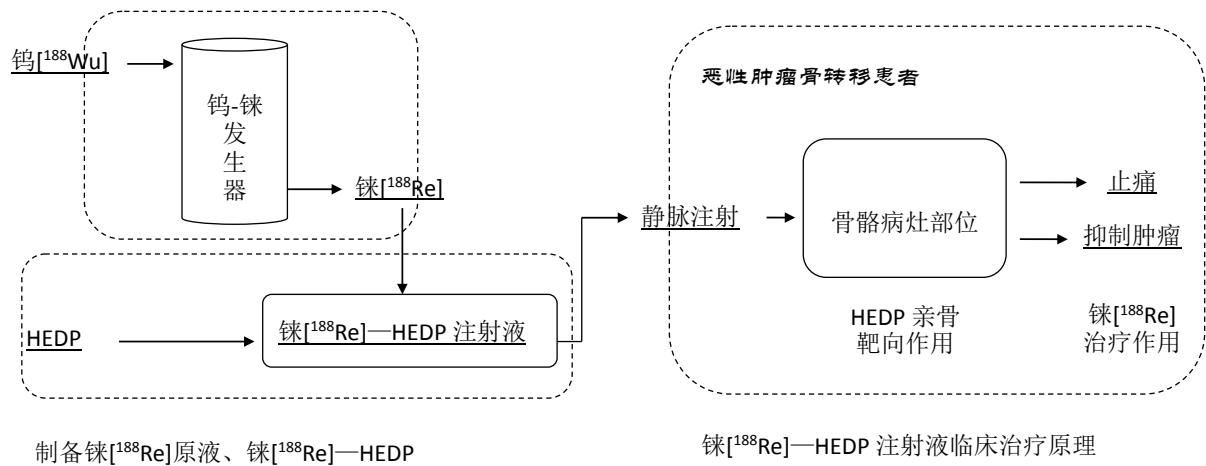 钨[¹⁸⁸Wu]
钨-铼
发
生
器
铼[¹⁸⁸Re]
HEDP
铼[¹⁸⁸Re]—HEDP 注射液
制备铼[¹⁸⁸Re]原液、铼[¹⁸⁸Re]—HEDP
恶性肿瘤骨转移患者
静脉注射
骨骼病灶部位
止痛
抑制肿瘤
HEDP 亲骨
靶向作用
铼[¹⁸⁸Re]
治疗作用
铼[¹⁸⁸Re]—HEDP 注射液临床治疗原理